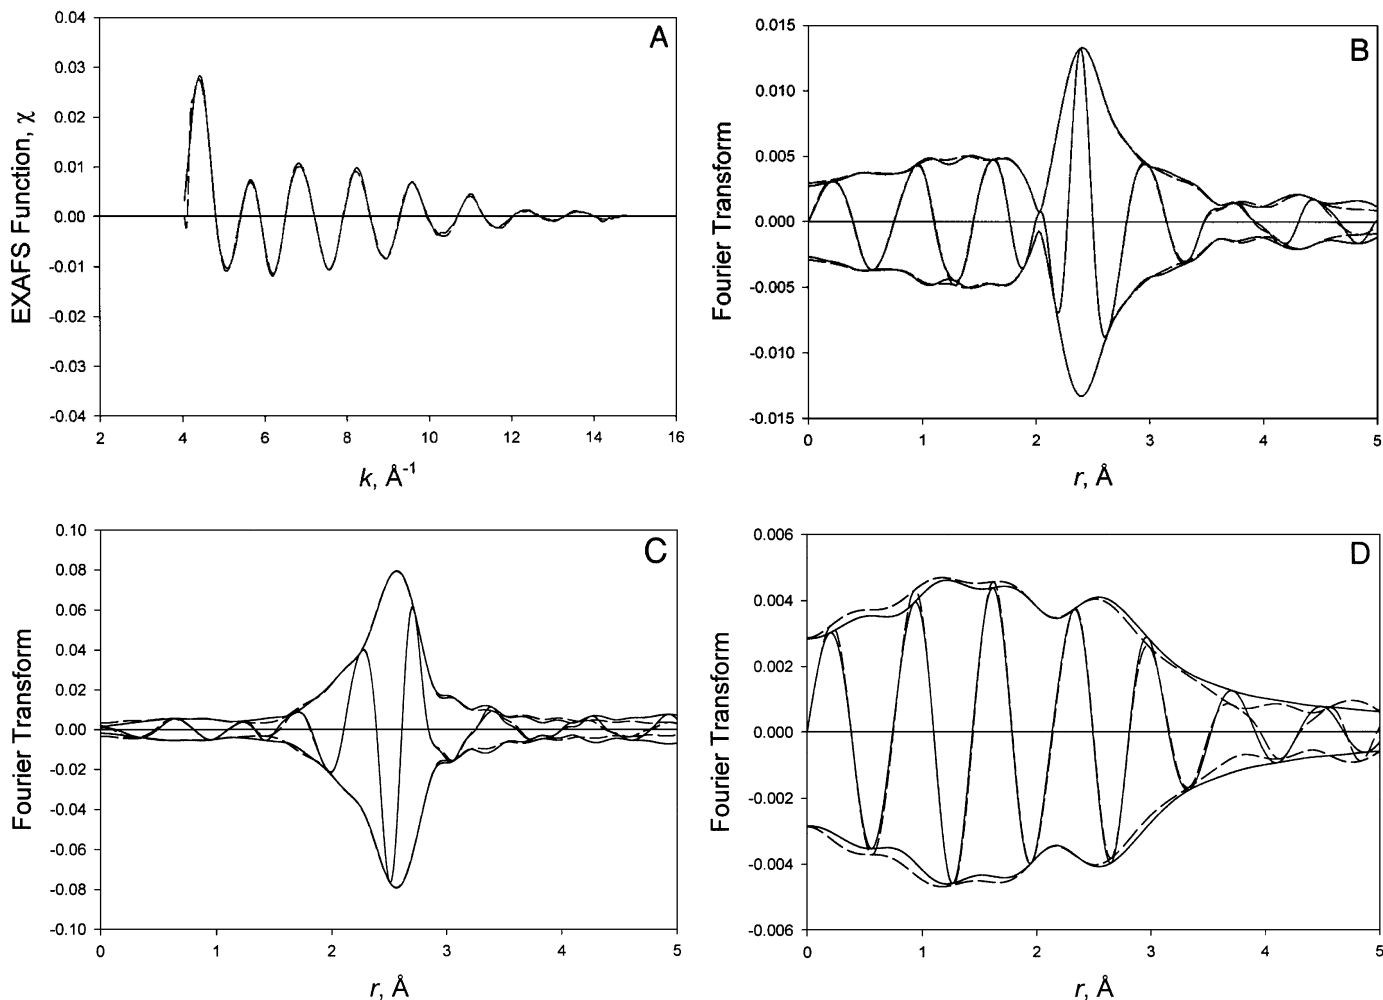 A
0.04
0.03
0.02
0.01
0.00
-0.01
-0.02
-0.03
-0.04
EXAFS Function, χ
2 4 6 8 10 12 14 16
k, Å-1
B
0.015
0.010
0.005
0.000
-0.005
-0.010
-0.015
Fourier Transform
0 1 2 3 4 5
r, Å
C
0.10
0.08
0.06
0.04
0.02
0.00
-0.02
-0.04
-0.06
-0.08
-0.10
Fourier Transform
0 1 2 3 4 5
r, Å
D
0.006
0.004
0.002
0.000
-0.002
-0.004
-0.006
Fourier Transform
0 1 2 3 4 5
r, Å